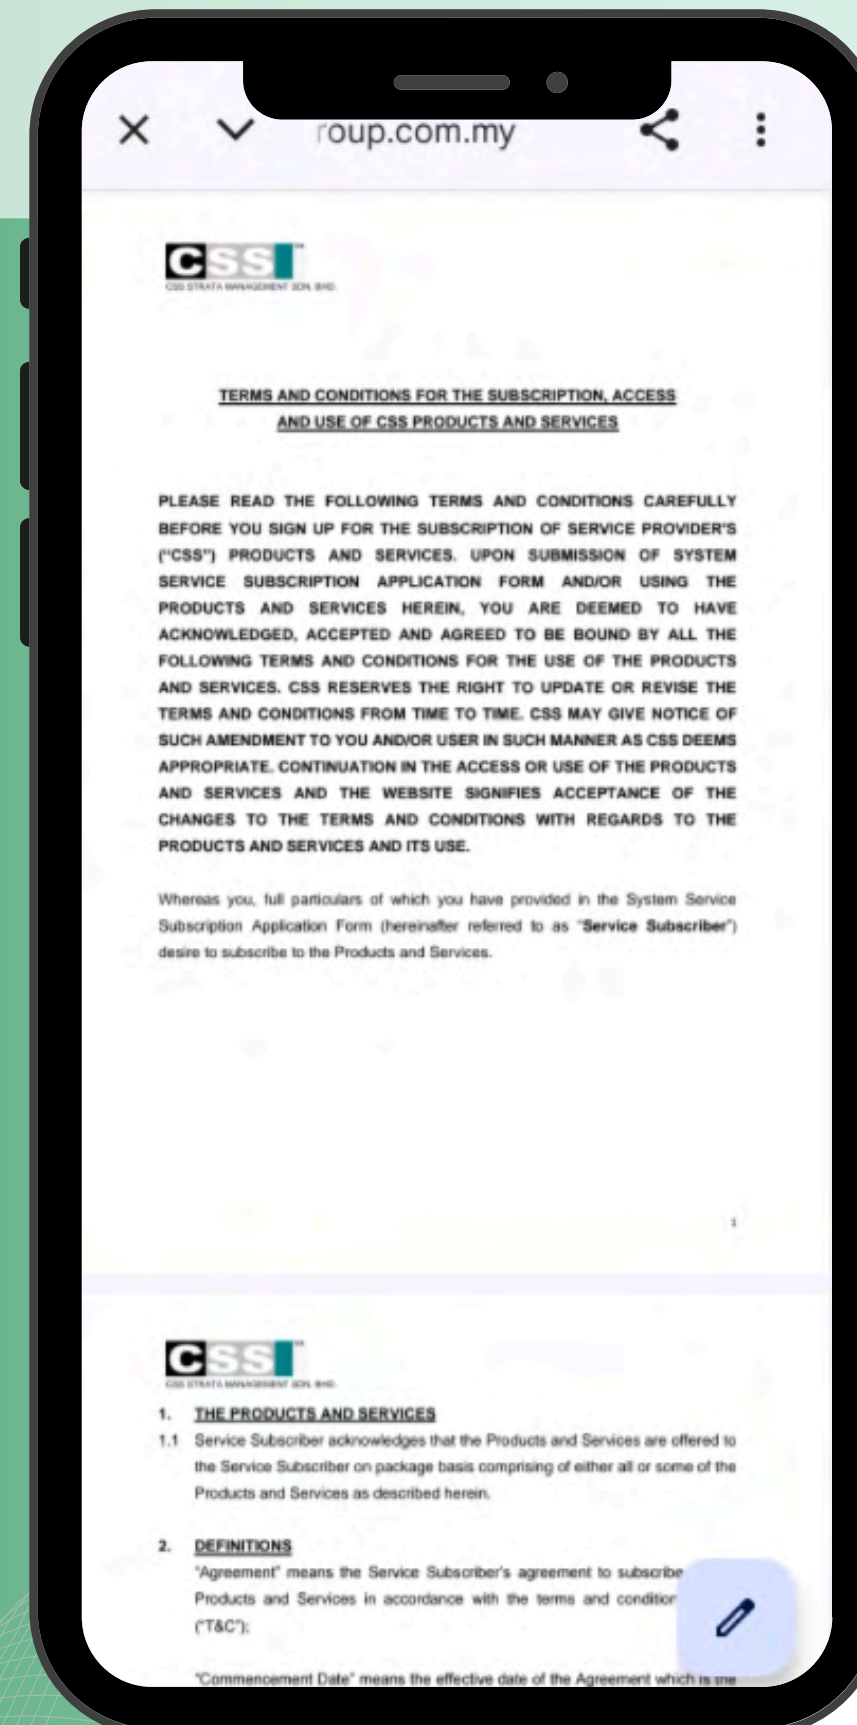 roup.com.my
CSS
CSS STRATA MANAGEMENT SDN. BHD.
TERMS AND CONDITIONS FOR THE SUBSCRIPTION, ACCESS
AND USE OF CSS PRODUCTS AND SERVICES
PLEASE READ THE FOLLOWING TERMS AND CONDITIONS CAREFULLY
BEFORE YOU SIGN UP FOR THE SUBSCRIPTION OF SERVICE PROVIDER'S
("CSS") PRODUCTS AND SERVICES. UPON SUBMISSION OF SYSTEM
SERVICE SUBSCRIPTION APPLICATION FORM AND/OR USING THE
PRODUCTS AND SERVICES HEREIN, YOU ARE DEEMED TO HAVE
ACKNOWLEDGED, ACCEPTED AND AGREED TO BE BOUND BY ALL THE
FOLLOWING TERMS AND CONDITIONS FOR THE USE OF THE PRODUCTS
AND SERVICES. CSS RESERVES THE RIGHT TO UPDATE OR REVISE THE
TERMS AND CONDITIONS FROM TIME TO TIME. CSS MAY GIVE NOTICE OF
SUCH AMENDMENT TO YOU AND/OR USER IN SUCH MANNER AS CSS DEEMS
APPROPRIATE. CONTINUATION IN THE ACCESS OR USE OF THE PRODUCTS
AND SERVICES AND THE WEBSITE SIGNIFIES ACCEPTANCE OF THE
CHANGES TO THE TERMS AND CONDITIONS WITH REGARDS TO THE
PRODUCTS AND SERVICES AND ITS USE.
Whereas you, full particulars of which you have provided in the System Service
Subscription Application Form (hereinafter referred to as "Service Subscriber")
desire to subscribe to the Products and Services.
1
CSS
CSS STRATA MANAGEMENT SDN. BHD.
1. THE PRODUCTS AND SERVICES
1.1 Service Subscriber acknowledges that the Products and Services are offered to
the Service Subscriber on package basis comprising of either all or some of the
Products and Services as described herein.
2. DEFINITIONS
"Agreement" means the Service Subscriber's agreement to subscribe
Products and Services in accordance with the terms and condition
("T&C");
"Commencement Date" means the effective date of the Agreement which is the